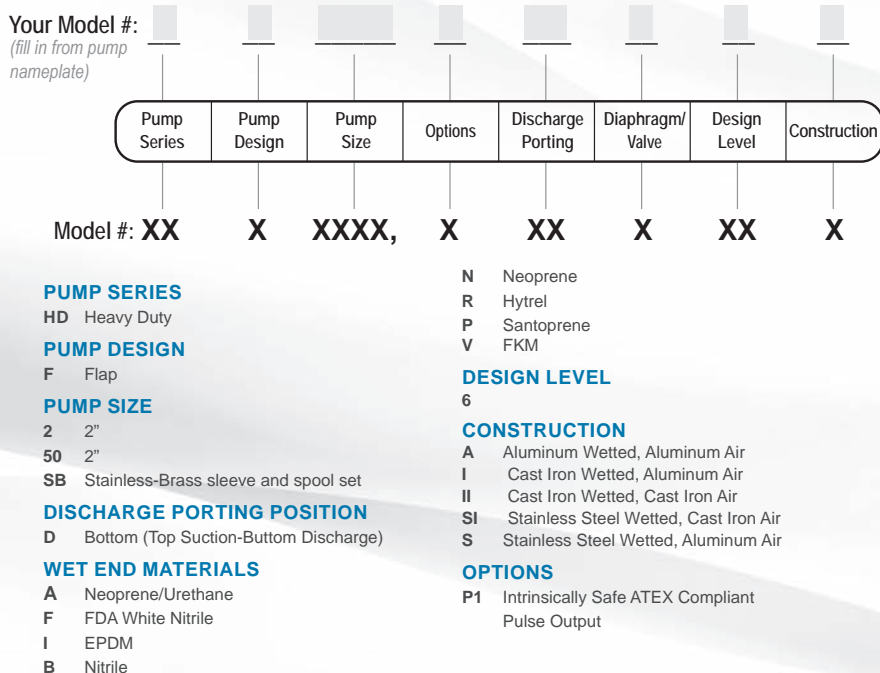 Your Model #:
(fill in from pump
nameplate)
Pump Series
Pump Design
Pump Size
Options
Discharge Porting
Diaphragm/ Valve
Design Level
Construction
Model #: XX X XXXX, X XX X XX X
PUMP SERIES
HD Heavy Duty
PUMP DESIGN
F Flap
PUMP SIZE
2 2”
50 2”
SB Stainless-Brass sleeve and spool set
DISCHARGE PORTING POSITION
D Bottom (Top Suction-Buttom Discharge)
WET END MATERIALS
A Neoprene/Urethane
F FDA White Nitrile
I EPDM
B Nitrile
N Neoprene
R Hytrel
P Santoprene
V FKM
DESIGN LEVEL
6
CONSTRUCTION
A Aluminum Wetted, Aluminum Air
I Cast Iron Wetted, Aluminum Air
II Cast Iron Wetted, Cast Iron Air
SI Stainless Steel Wetted, Cast Iron Air
S Stainless Steel Wetted, Aluminum Air
OPTIONS
P1 Intrinsically Safe ATEX Compliant
Pulse Output